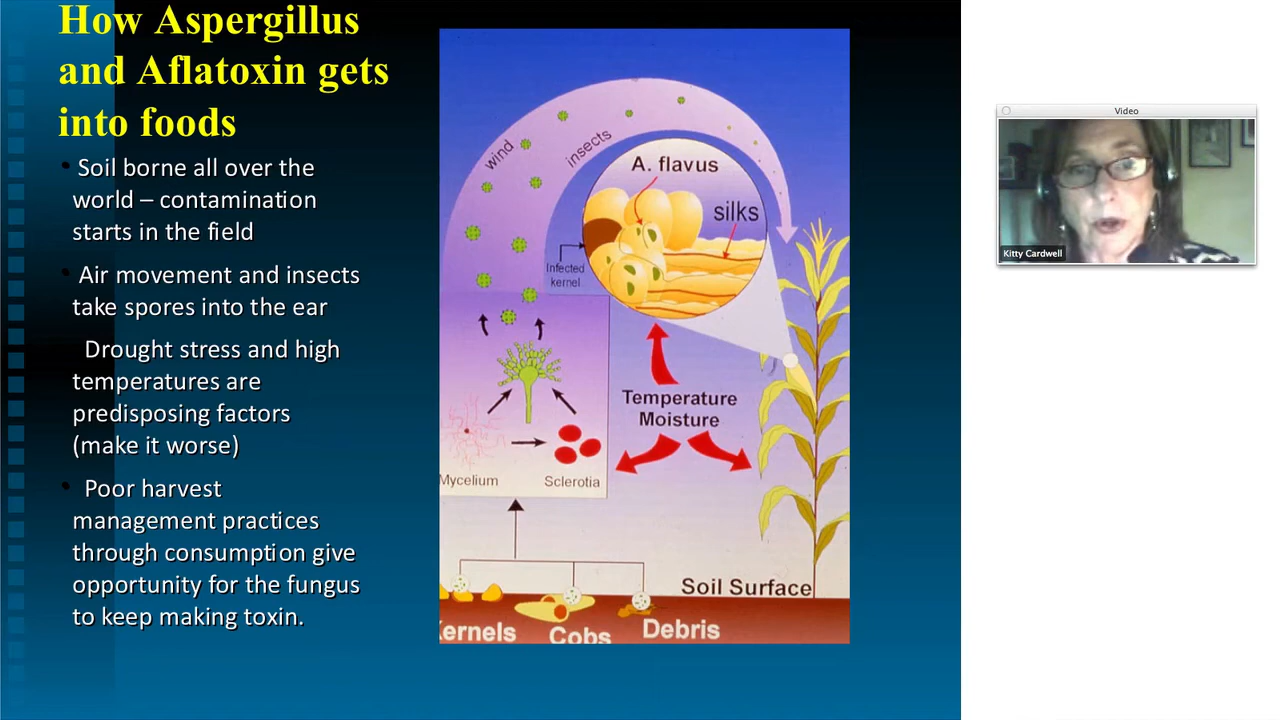 How Aspergillus
and Aflatoxin gets
into foods
• Soil borne all over the
world – contamination
starts in the field
• Air movement and insects
take spores into the ear
Drought stress and high
temperatures are
predisposing factors
(make it worse)
• Poor harvest
management practices
through consumption give
opportunity for the fungus
to keep making toxin.
wind
insects
A. flavus
silks
Infected
kernel
Temperature
Moisture
Mycelium
Sclerotia
Soil Surface
ernels
Cobs
Debris
Video
Kitty Cardwell